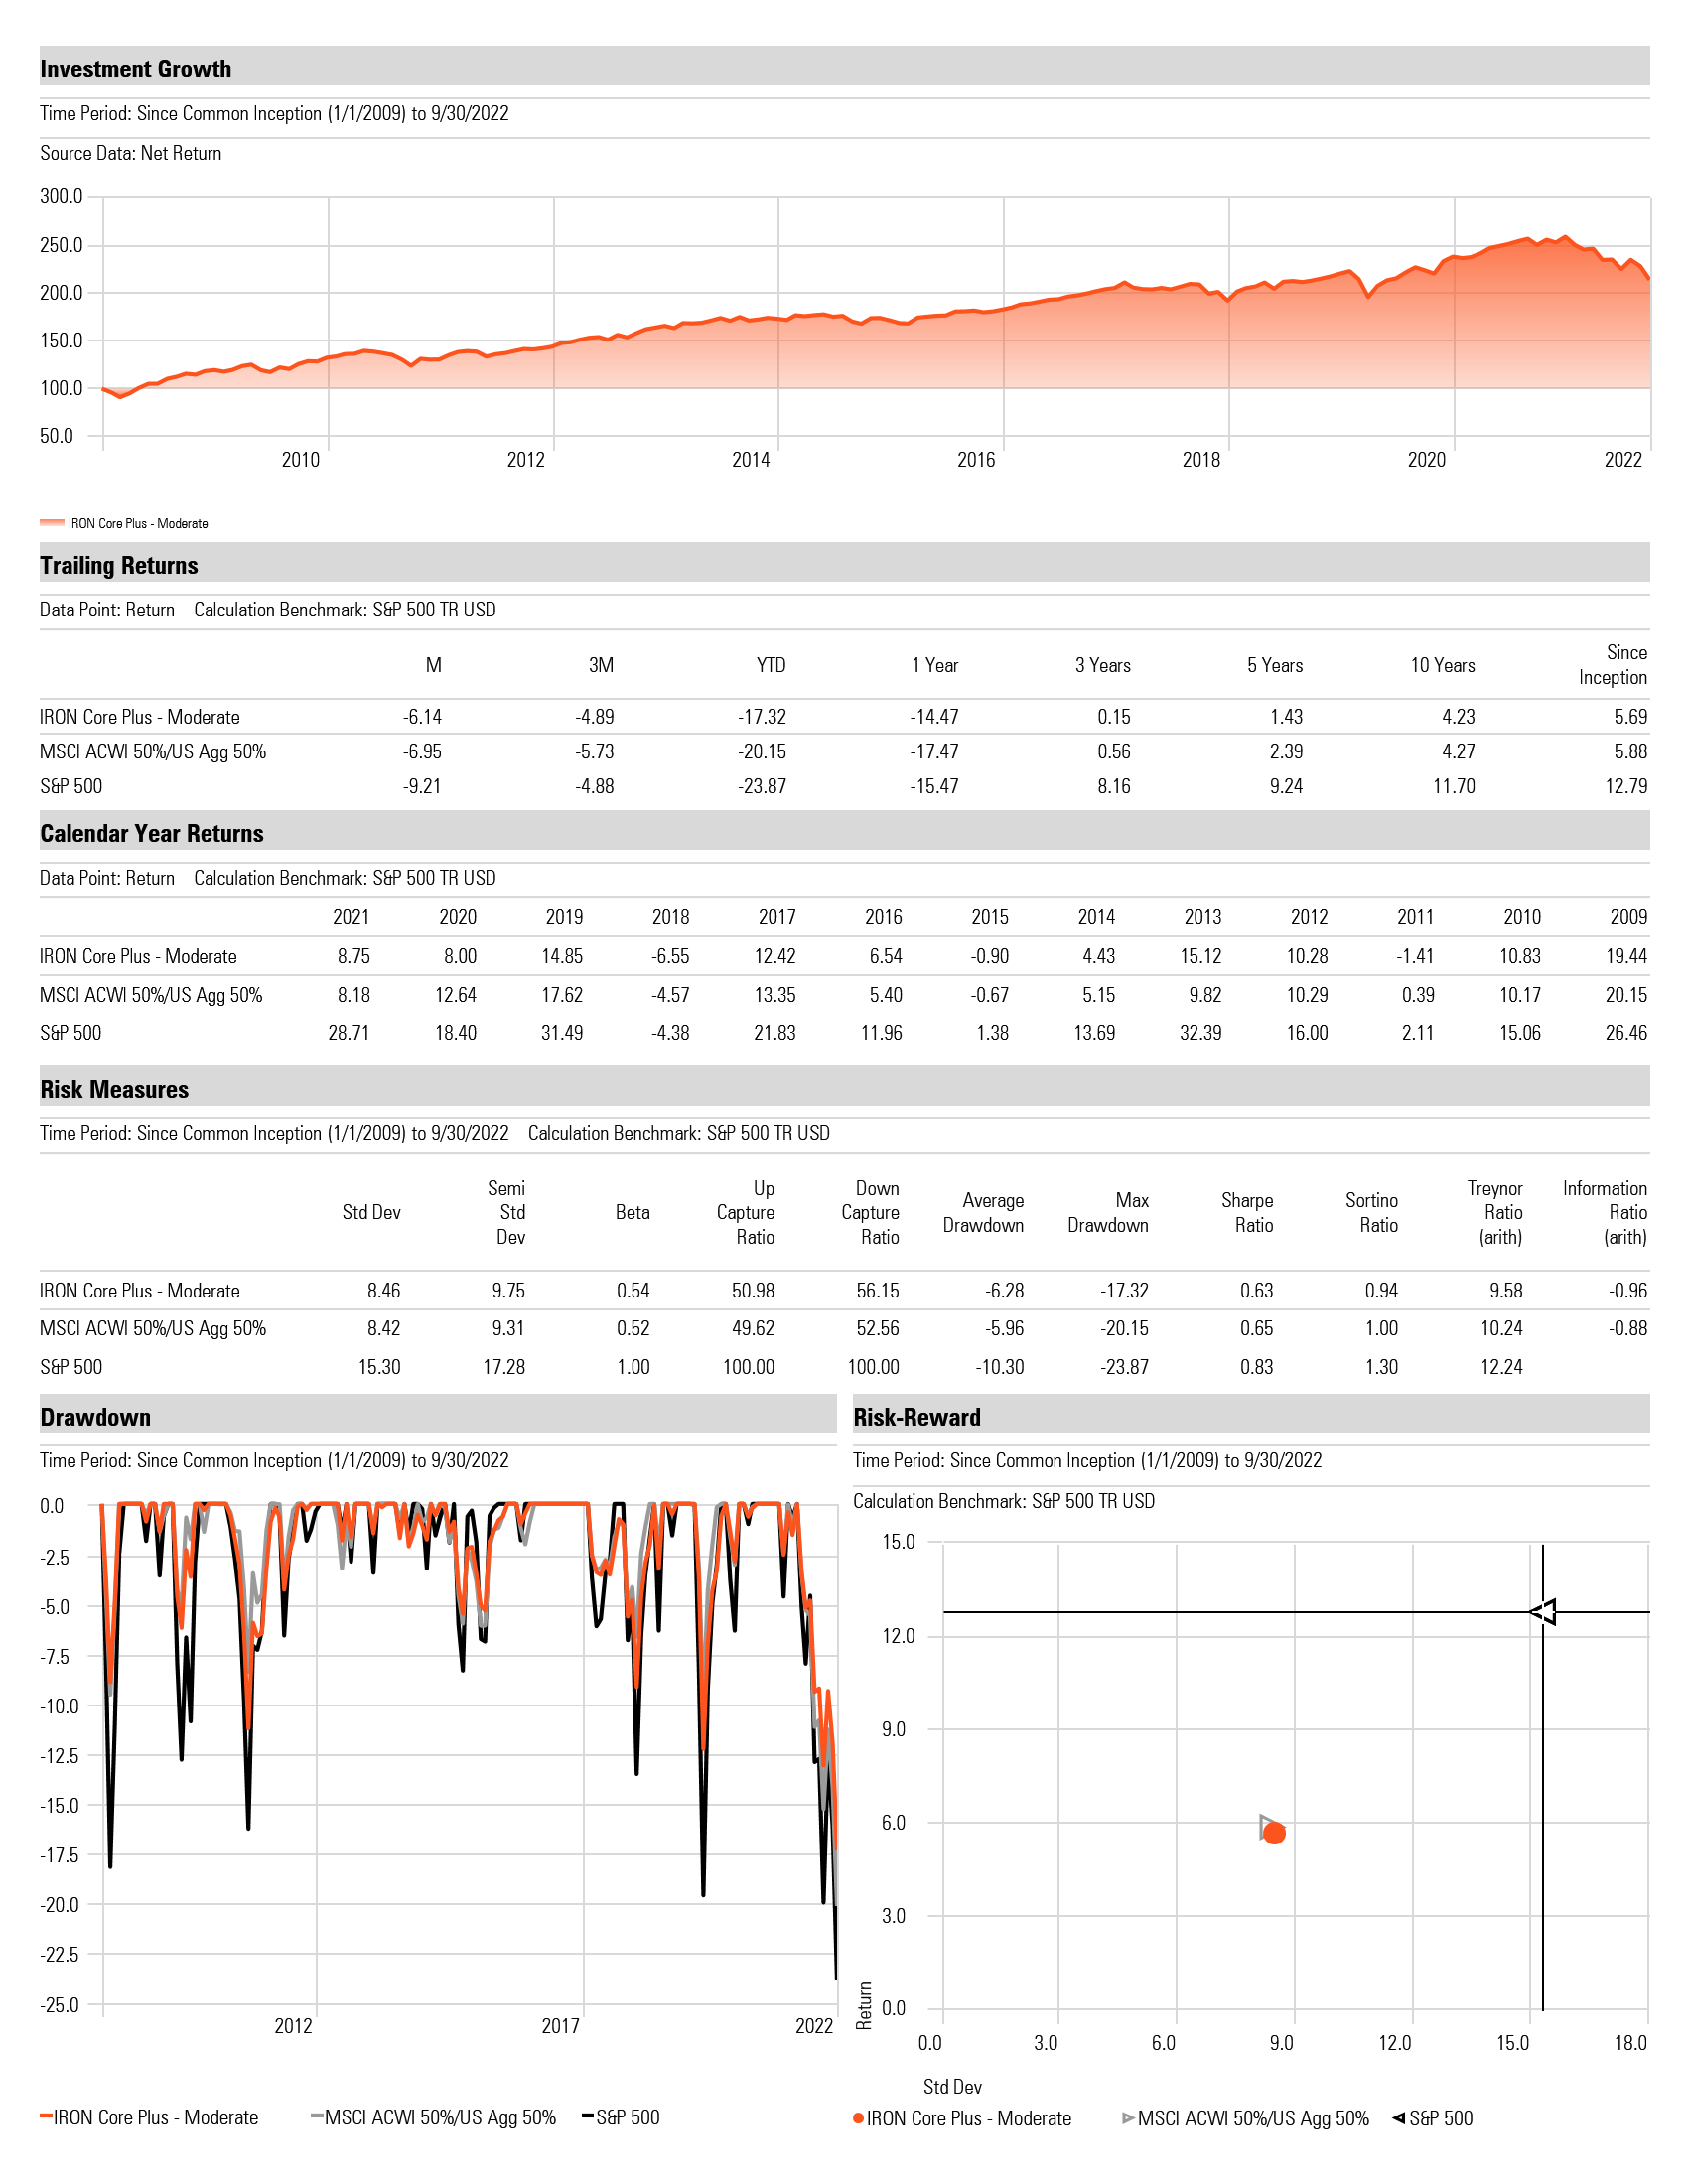 Investment Growth
Time Period: Since Common Inception (1/1/2009) to 9/30/2022
Source Data: Net Return
300.0
250.0
200.0
150.0
100.0
50.0
2010 2012 2014 2016 2018 2020 2022
IRON Core Plus - Moderate
Trailing Returns
Data Point: Return Calculation Benchmark: S&P 500 TR USD
M 3M YTD 1 Year 3 Years 5 Years 10 Years Since Inception
IRON Core Plus - Moderate -6.14 -4.89 -17.32 -14.47 0.15 1.43 4.23 5.69
MSCI ACWI 50%/US Agg 50% -6.95 -5.73 -20.15 -17.47 0.56 2.39 4.27 5.88
S&P 500 -9.21 -4.88 -23.87 -15.47 8.16 9.24 11.70 12.79
Calendar Year Returns
Data Point: Return Calculation Benchmark: S&P 500 TR USD
2021 2020 2019 2018 2017 2016 2015 2014 2013 2012 2011 2010 2009
IRON Core Plus - Moderate 8.75 8.00 14.85 -6.55 12.42 6.54 -0.90 4.43 15.12 10.28 -1.41 10.83 19.44
MSCI ACWI 50%/US Agg 50% 8.18 12.64 17.62 -4.57 13.35 5.40 -0.67 5.15 9.82 10.29 0.39 10.17 20.15
S&P 500 28.71 18.40 31.49 -4.38 21.83 11.96 1.38 13.69 32.39 16.00 2.11 15.06 26.46
Risk Measures
Time Period: Since Common Inception (1/1/2009) to 9/30/2022 Calculation Benchmark: S&P 500 TR USD
Std Dev Semi Std Dev Beta Up Capture Ratio Down Capture Ratio Average Drawdown Max Drawdown Sharpe Ratio Sortino Ratio Treynor Ratio (arith) Information Ratio (arith)
IRON Core Plus - Moderate 8.46 9.75 0.54 50.98 56.15 -6.28 -17.32 0.63 0.94 9.58 -0.96
MSCI ACWI 50%/US Agg 50% 8.42 9.31 0.52 49.62 52.56 -5.96 -20.15 0.65 1.00 10.24 -0.88
S&P 500 15.30 17.28 1.00 100.00 100.00 -10.30 -23.87 0.83 1.30 12.24
Drawdown
Time Period: Since Common Inception (1/1/2009) to 9/30/2022
0.0
-2.5
-5.0
-7.5
-10.0
-12.5
-15.0
-17.5
-20.0
-22.5
-25.0
2012 2017 2022
IRON Core Plus - Moderate MSCI ACWI 50%/US Agg 50% S&P 500
Risk-Reward
Time Period: Since Common Inception (1/1/2009) to 9/30/2022
Calculation Benchmark: S&P 500 TR USD
15.0
12.0
9.0
6.0
3.0
0.0
Return
0.0 3.0 6.0 9.0 12.0 15.0 18.0
Std Dev
IRON Core Plus - Moderate MSCI ACWI 50%/US Agg 50% S&P 500